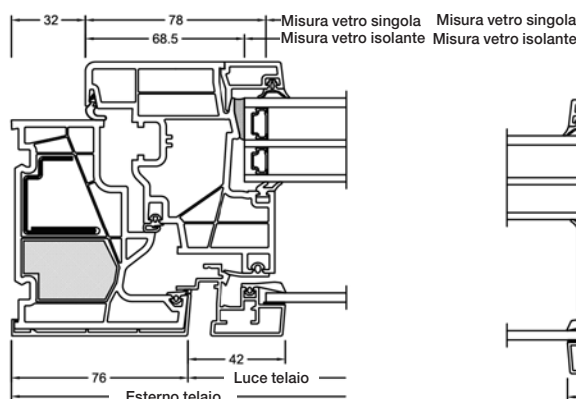 32 78 Misura vetro singola Misura vetro singola
68.5 Misura vetro isolante Misura vetro isolante
42
76 Luce telaio
Esterno telaio